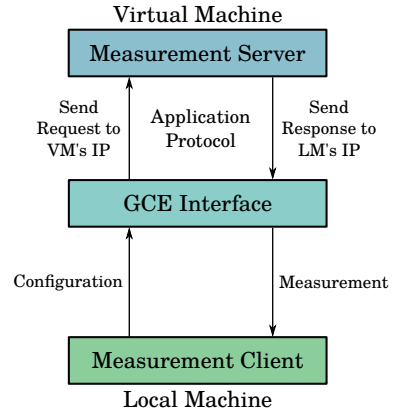 Virtual Machine
Measurement Server
Send
Request to
VM's IP
Application
Protocol
Send
Response to
LM's IP
GCE Interface
Configuration
Measurement
Measurement Client
Local Machine